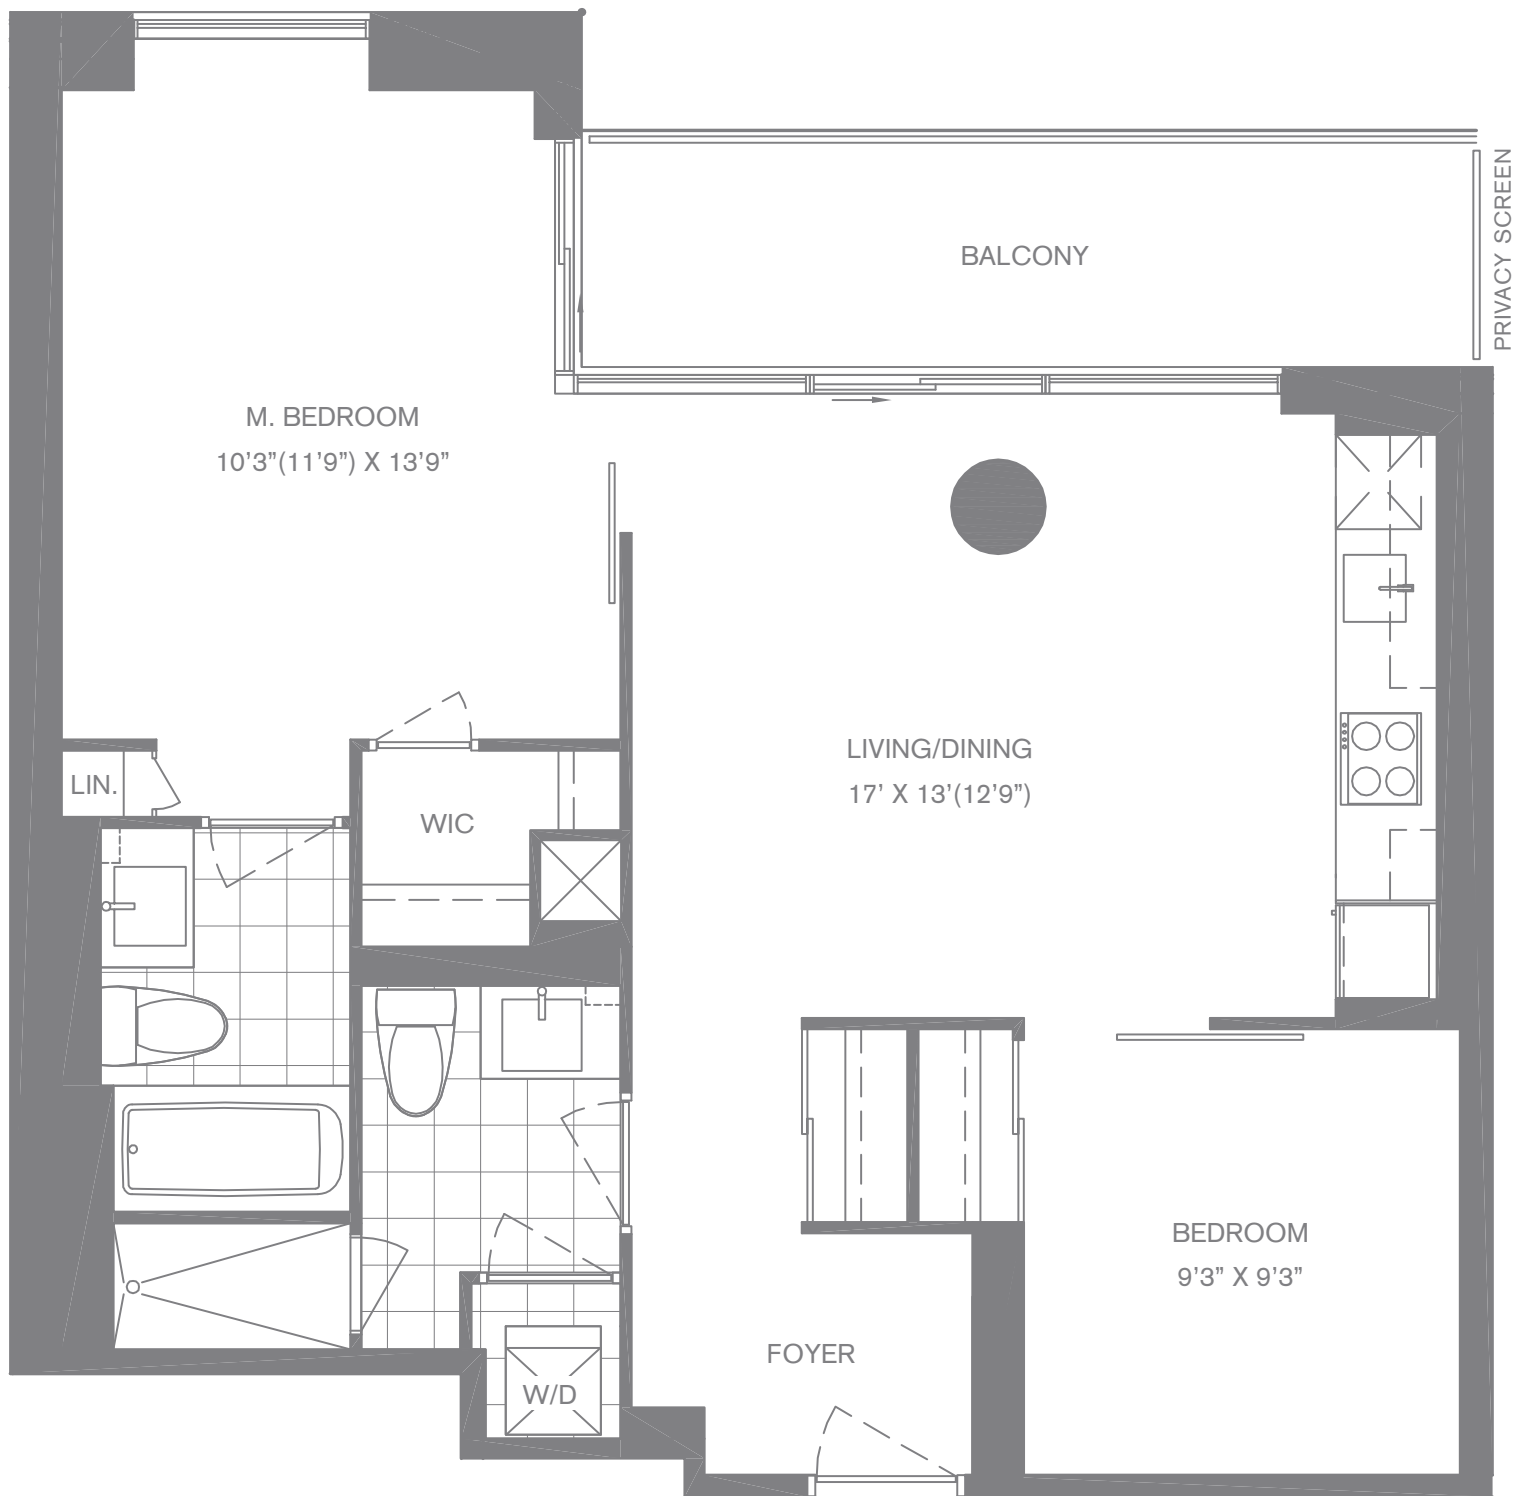 PRIVACY SCREEN
BALCONY
M. BEDROOM
10’3”(11’9”) X 13’9”
LIVING/DINING
17’ X 13’(12’9”)
LIN.
WIC
BEDROOM
9’3” X 9’3”
FOYER
W/D